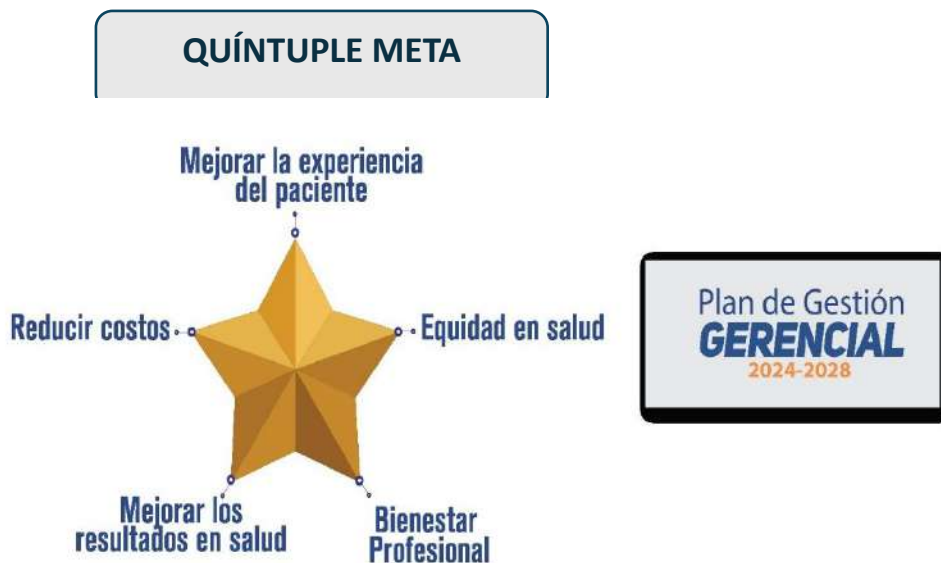 QUÍNTUPLE META
Mejorar la experiencia
del paciente
Reducir costos
Equidad en salud
Plan de Gestión
GERENCIAL
2024-2028
Mejorar los
resultados en salud
Bienestar
Profesional